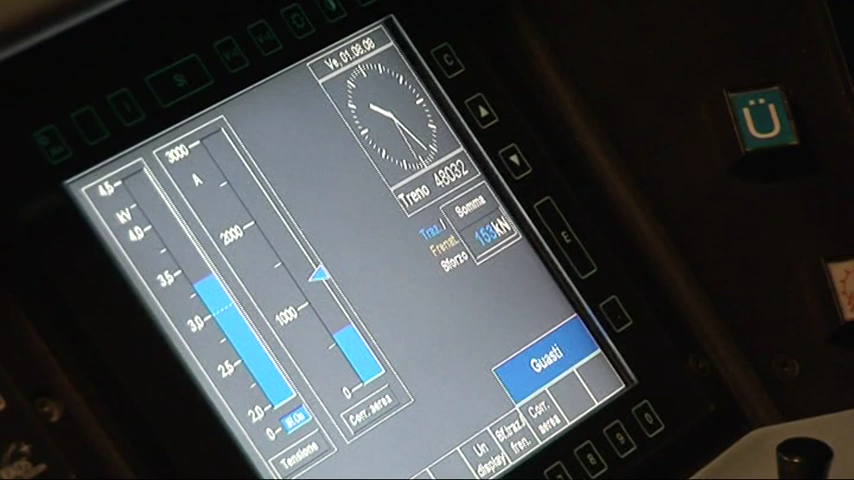 St
C
Ü
Ve, 01.08.08
Treno 48032
Somma
Traz./
Frenat.
Sforzo
153kN
E
4,5
kV
4,0
3,5
3,0
2,5
2,0
0
Tensione
3000
A
2000
1000
0
Corr. aerea
Guasti
Lin
display
Sf.traz./
fren.
Corr.
aerea
8
9
0